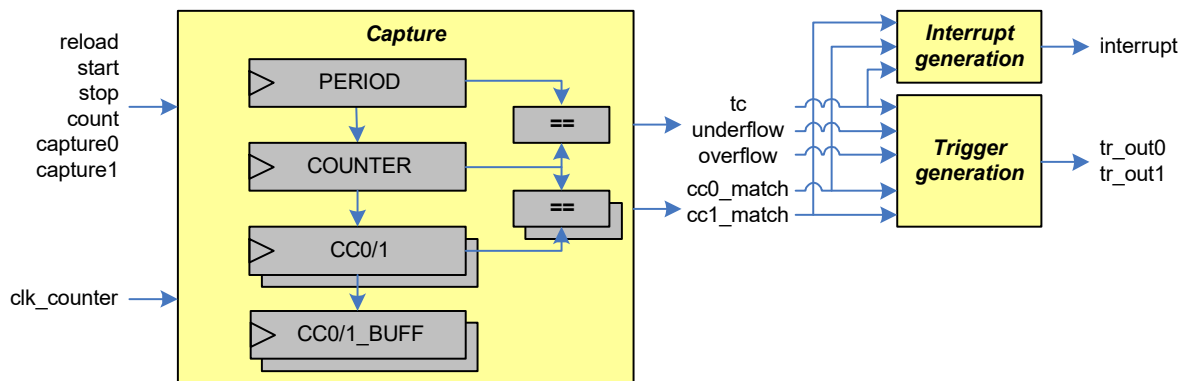 reload
start
stop
count
capture0
capture1
clk_counter
Capture
PERIOD
COUNTER
CC0/1
CC0/1_BUFF
==
==
tc
underflow
overflow
cc0_match
cc1_match
Interrupt
generation
Trigger
generation
interrupt
tr_out0
tr_out1